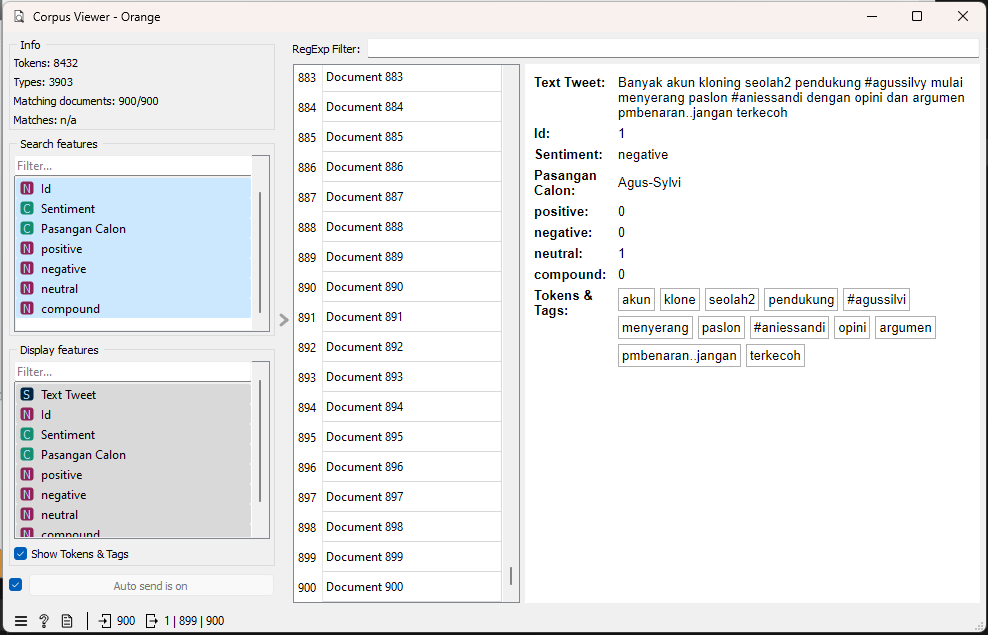 Corpus Viewer - Orange
Info
Tokens: 8432
Types: 3903
Matching documents: 900/900
Matches: n/a
Search features
Filter...
N Id
C Sentiment
C Pasangan Calon
N positive
N negative
N neutral
N compound
Display features
Filter...
S Text Tweet
N Id
C Sentiment
C Pasangan Calon
N positive
N negative
N neutral
N compound
Show Tokens & Tags
Auto send is on
900 1 | 899 | 900
RegExp Filter:
883 Document 883
884 Document 884
885 Document 885
886 Document 886
887 Document 887
888 Document 888
889 Document 889
890 Document 890
891 Document 891
892 Document 892
893 Document 893
894 Document 894
895 Document 895
896 Document 896
897 Document 897
898 Document 898
899 Document 899
900 Document 900
Text Tweet: Banyak akun kloning seolah2 pendukung #agussilvy mulai
menyerang paslon #aniessandi dengan opini dan argumen
pmbenaran..jangan terkecoh
Id: 1
Sentiment: negative
Pasangan
Calon: Agus-Sylvi
positive: 0
negative: 0
neutral: 1
compound: 0
Tokens &
Tags: akun klone seolah2 pendukung #agussilvi
menyerang paslon #aniessandi opini argumen
pmbenaran..jangan terkecoh